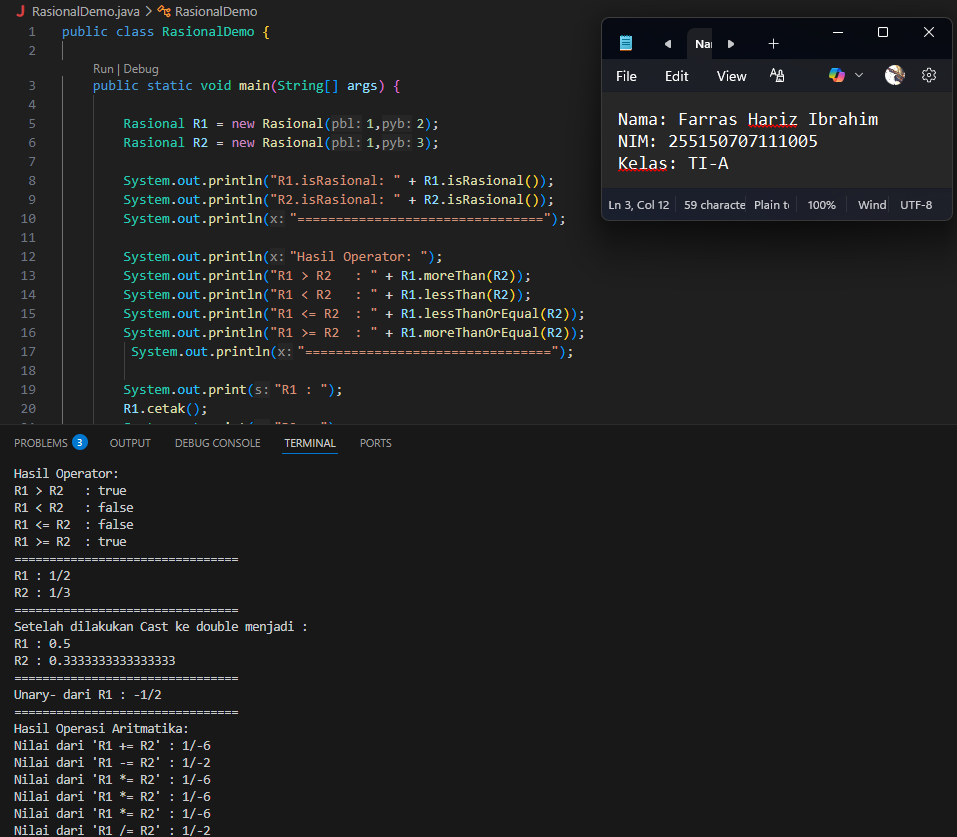 RasionalDemo.java > RasionalDemo
1 public class RasionalDemo {
2
Run | Debug
3 public static void main(String[] args) {
4
5 Rasional R1 = new Rasional(pbl: 1,pyb: 2);
6 Rasional R2 = new Rasional(pbl: 1,pyb: 3);
7
8 System.out.println("R1.isRasional: " + R1.isRasional());
9 System.out.println("R2.isRasional: " + R2.isRasional());
10 System.out.println(x: "================================");
11
12 System.out.println(x: "Hasil Operator: ");
13 System.out.println("R1 > R2   : " + R1.moreThan(R2));
14 System.out.println("R1 < R2   : " + R1.lessThan(R2));
15 System.out.println("R1 <= R2  : " + R1.lessThanOrEqual(R2));
16 System.out.println("R1 >= R2  : " + R1.moreThanOrEqual(R2));
17 System.out.println(x: "================================");
18
19 System.out.print(s: "R1 : ");
20 R1.cetak();
Nar
File Edit View
Nama: Farras Hariz Ibrahim
NIM: 255150707111005
Kelas: TI-A
Ln 3, Col 12 59 characte Plain t Wind UTF-8 100%
PROBLEMS 3 OUTPUT DEBUG CONSOLE TERMINAL PORTS
Hasil Operator:
R1 > R2   : true
R1 < R2   : false
R1 <= R2  : false
R1 >= R2  : true
================================
R1 : 1/2
R2 : 1/3
================================
Setelah dilakukan Cast ke double menjadi :
R1 : 0.5
R2 : 0.3333333333333333
================================
Unary- dari R1 : -1/2
================================
Hasil Operasi Aritmatika:
Nilai dari 'R1 += R2' : 1/-6
Nilai dari 'R1 -= R2' : 1/-2
Nilai dari 'R1 *= R2' : 1/-6
Nilai dari 'R1 *= R2' : 1/-6
Nilai dari 'R1 *= R2' : 1/-6
Nilai dari 'R1 /= R2' : 1/-2